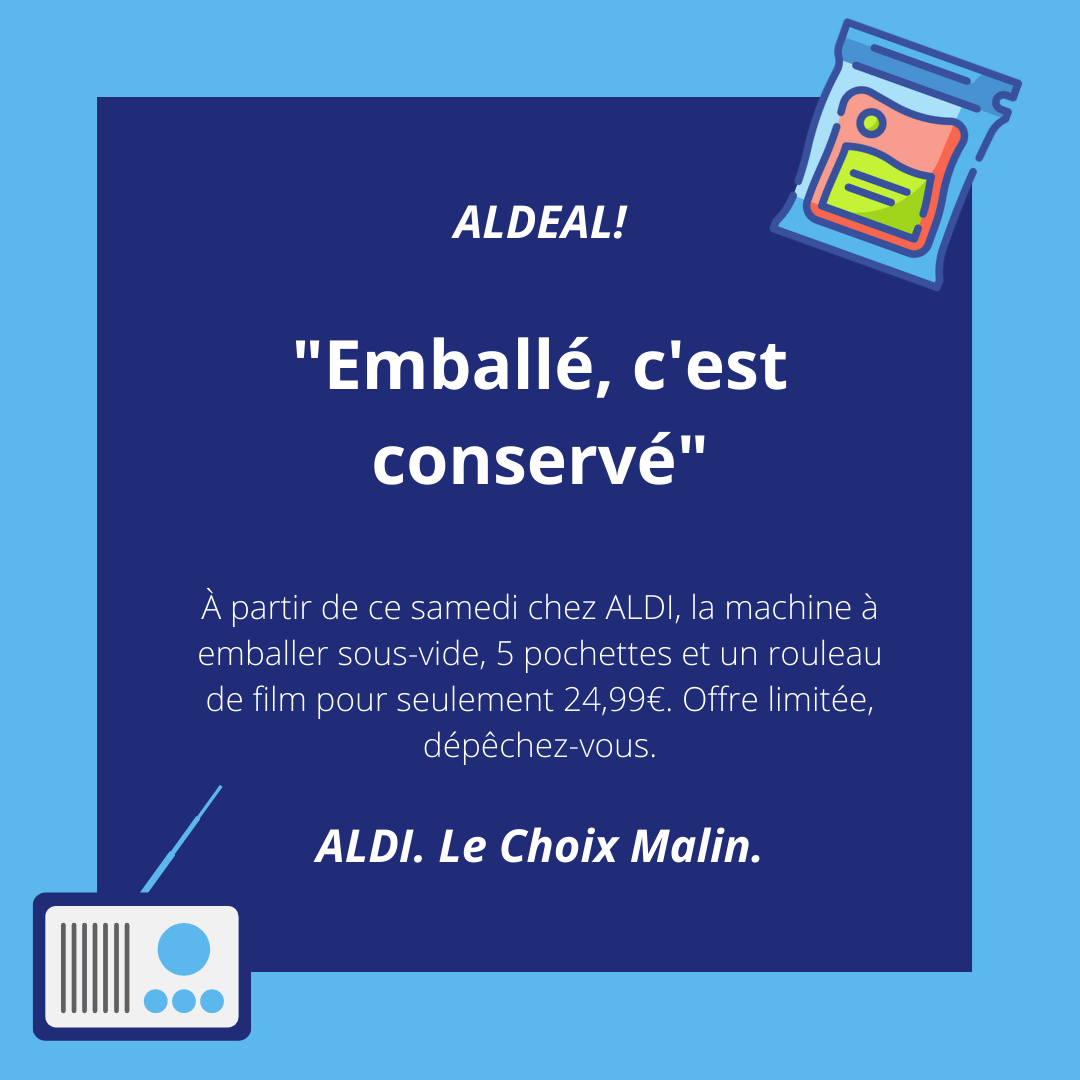 ALDEAL!
"Emballé, c'est
conservé"
À partir de ce samedi chez ALDI, la machine à
emballer sous-vide, 5 pochettes et un rouleau
de film pour seulement 24,99€. Offre limitée,
dépêchez-vous.
ALDI. Le Choix Malin.